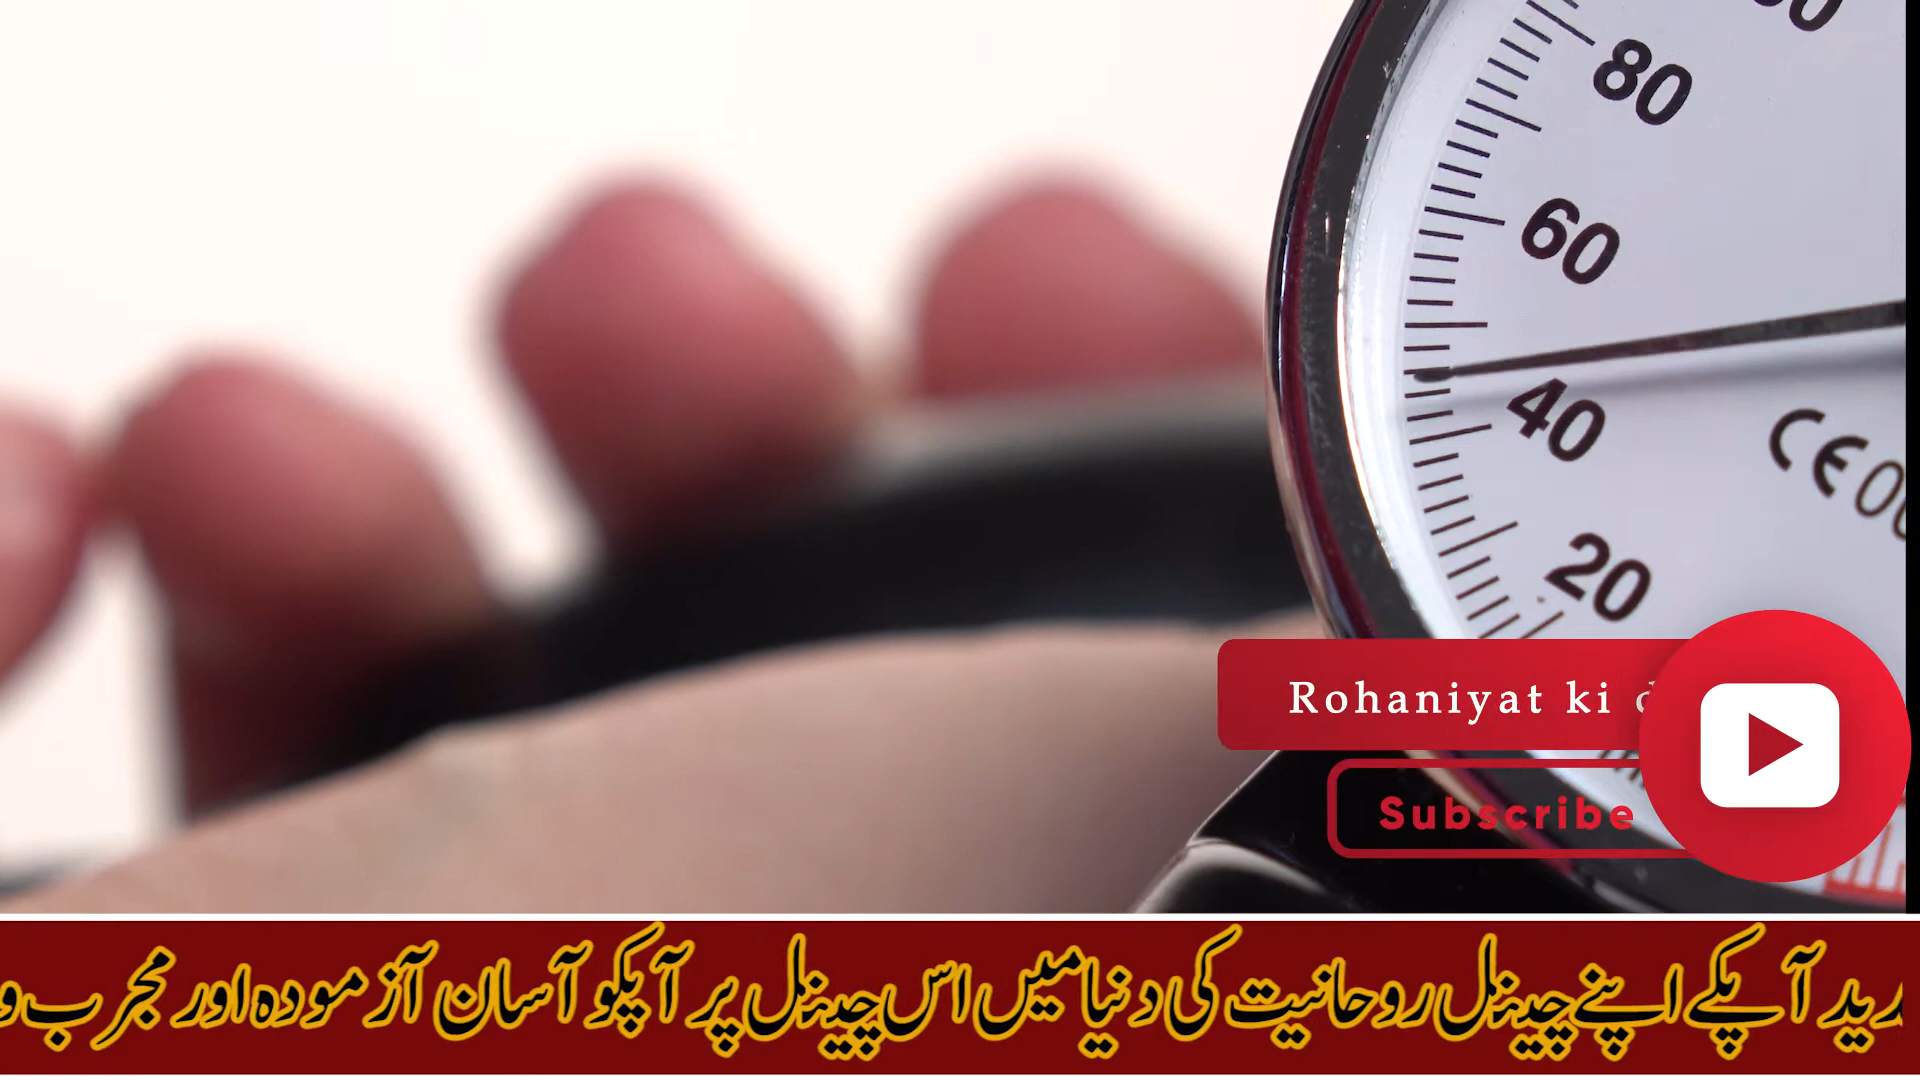 80
60
40
20
CE
Rohaniyat ki
Subscribe
آپکے اپنے چینل روحانیت کی دنیا میں اس چینل پر آپکو آسان آزمودہ اور مجرب و